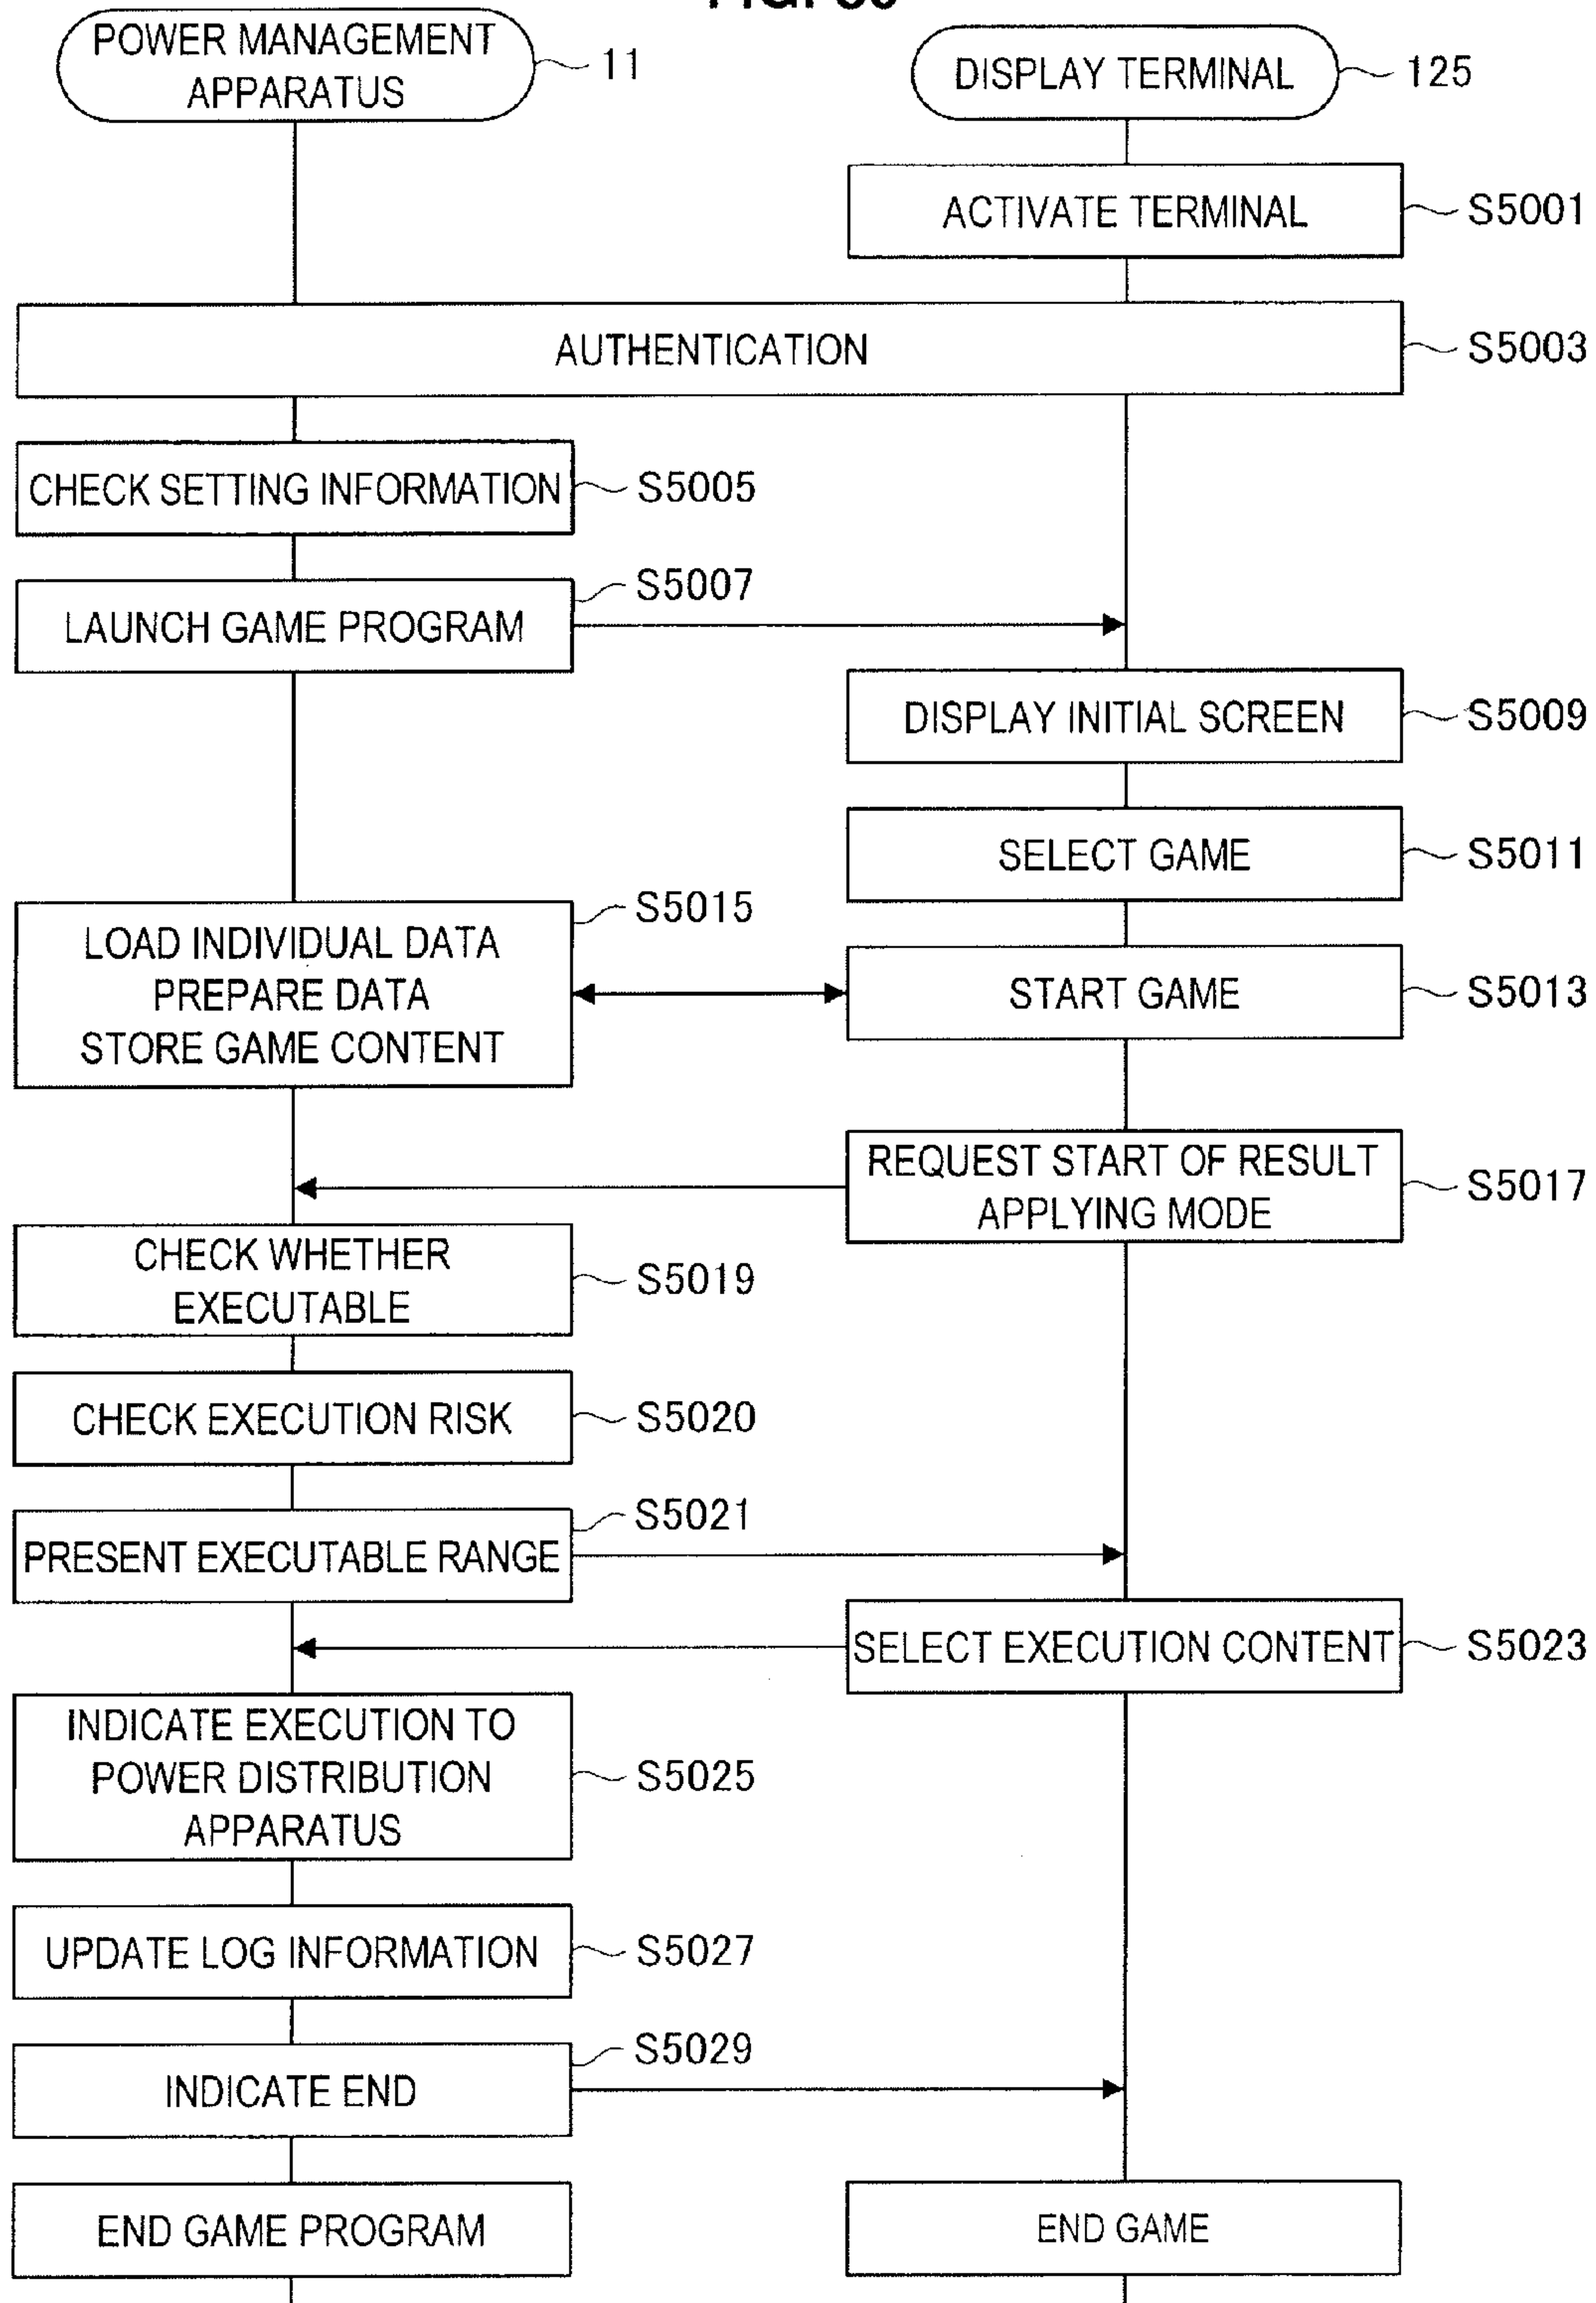 POWER MANAGEMENT
APPARATUS
11
DISPLAY TERMINAL
125
ACTIVATE TERMINAL
S5001
AUTHENTICATION
S5003
CHECK SETTING INFORMATION
S5005
LAUNCH GAME PROGRAM
S5007
DISPLAY INITIAL SCREEN
S5009
SELECT GAME
S5011
LOAD INDIVIDUAL DATA
PREPARE DATA
STORE GAME CONTENT
S5015
START GAME
S5013
REQUEST START OF RESULT
APPLYING MODE
S5017
CHECK WHETHER
EXECUTABLE
S5019
CHECK EXECUTION RISK
S5020
PRESENT EXECUTABLE RANGE
S5021
SELECT EXECUTION CONTENT
S5023
INDICATE EXECUTION TO
POWER DISTRIBUTION
APPARATUS
S5025
UPDATE LOG INFORMATION
S5027
INDICATE END
S5029
END GAME PROGRAM
END GAME